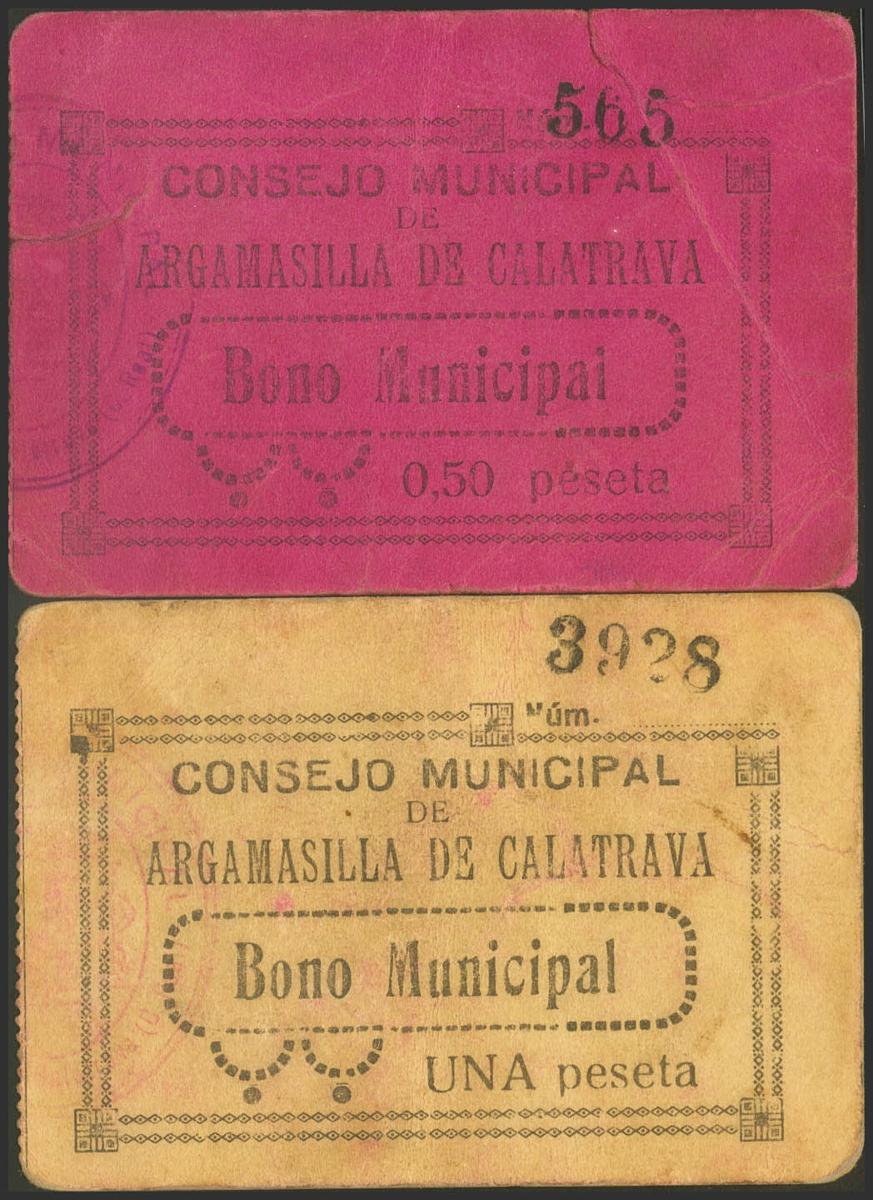 565
CONSEJO MUNICIPAL
DE
ARGAMASILLA DE CALATRAVA
Bono Municipal
0,50 peseta
3928
Núm.
CONSEJO MUNICIPAL
DE
ARGAMASILLA DE CALATRAVA
Bono Municipal
UNA peseta